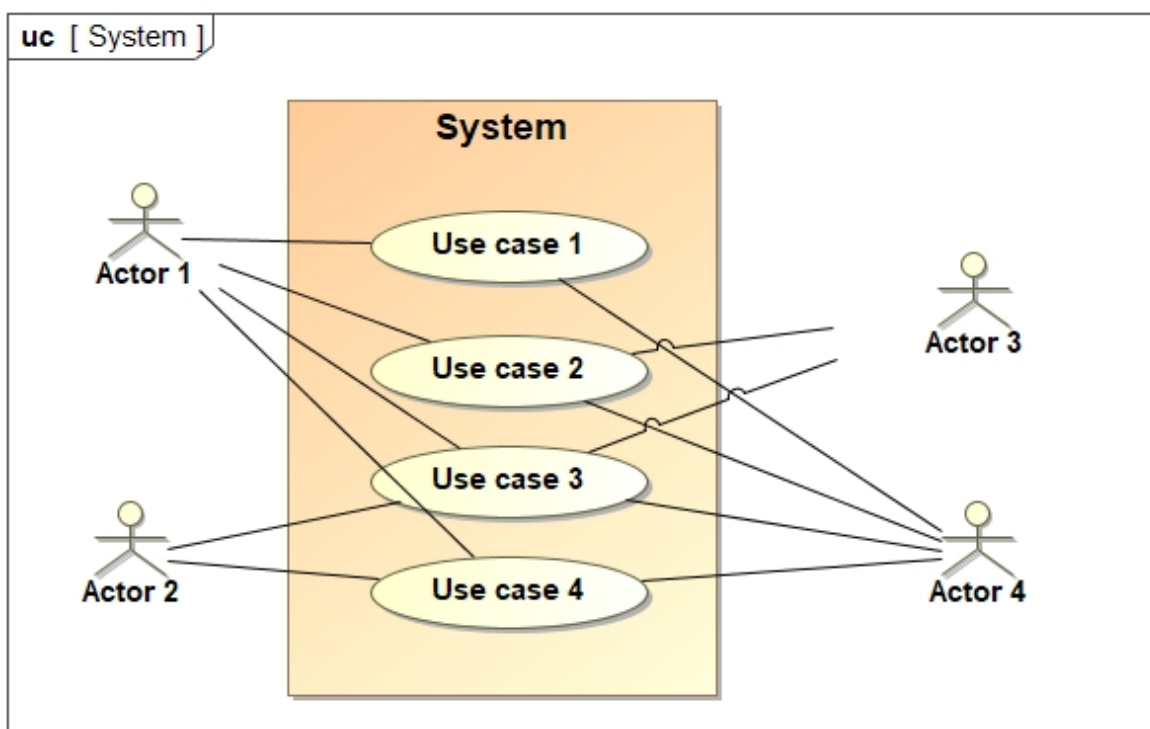 uc [ System ]
System
Use case 1
Actor 1
Use case 2
Actor 3
Use case 3
Actor 2
Use case 4
Actor 4